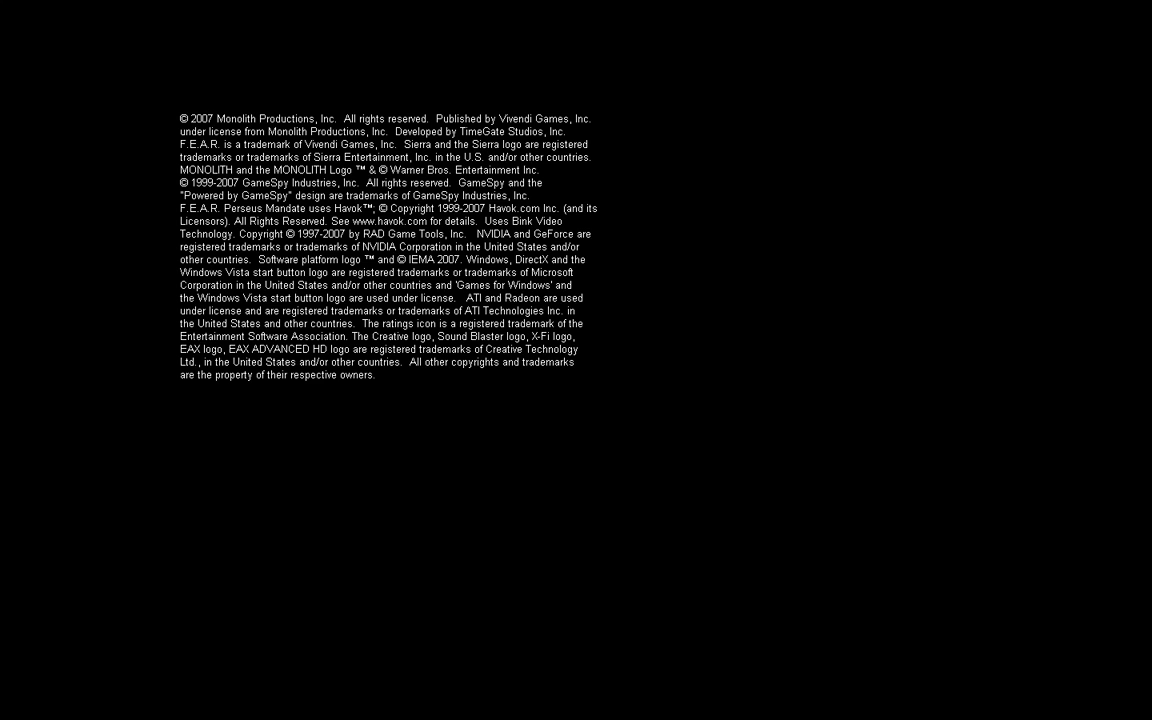 © 2007 Monolith Productions, Inc.  All rights reserved.  Published by Vivendi Games, Inc.
under license from Monolith Productions, Inc.  Developed by TimeGate Studios, Inc.
F.E.A.R. is a trademark of Vivendi Games, Inc.  Sierra and the Sierra logo are registered
trademarks or trademarks of Sierra Entertainment, Inc. in the U.S. and/or other countries.
MONOLITH and the MONOLITH Logo ™ & © Warner Bros. Entertainment Inc.
© 1999-2007 GameSpy Industries, Inc.  All rights reserved.  GameSpy and the
"Powered by GameSpy" design are trademarks of GameSpy Industries, Inc.
F.E.A.R. Perseus Mandate uses Havok™; © Copyright 1999-2007 Havok.com Inc. (and its
Licensors). All Rights Reserved. See www.havok.com for details.  Uses Bink Video
Technology. Copyright © 1997-2007 by RAD Game Tools, Inc.   NVIDIA and GeForce are
registered trademarks or trademarks of NVIDIA Corporation in the United States and/or
other countries.  Software platform logo ™ and © IEMA 2007. Windows, DirectX and the
Windows Vista start button logo are registered trademarks or trademarks of Microsoft
Corporation in the United States and/or other countries and 'Games for Windows' and
the Windows Vista start button logo are used under license.   ATI and Radeon are used
under license and are registered trademarks or trademarks of ATI Technologies Inc. in
the United States and other countries.  The ratings icon is a registered trademark of the
Entertainment Software Association. The Creative logo, Sound Blaster logo, X-Fi logo,
EAX logo, EAX ADVANCED HD logo are registered trademarks of Creative Technology
Ltd., in the United States and/or other countries.  All other copyrights and trademarks
are the property of their respective owners.